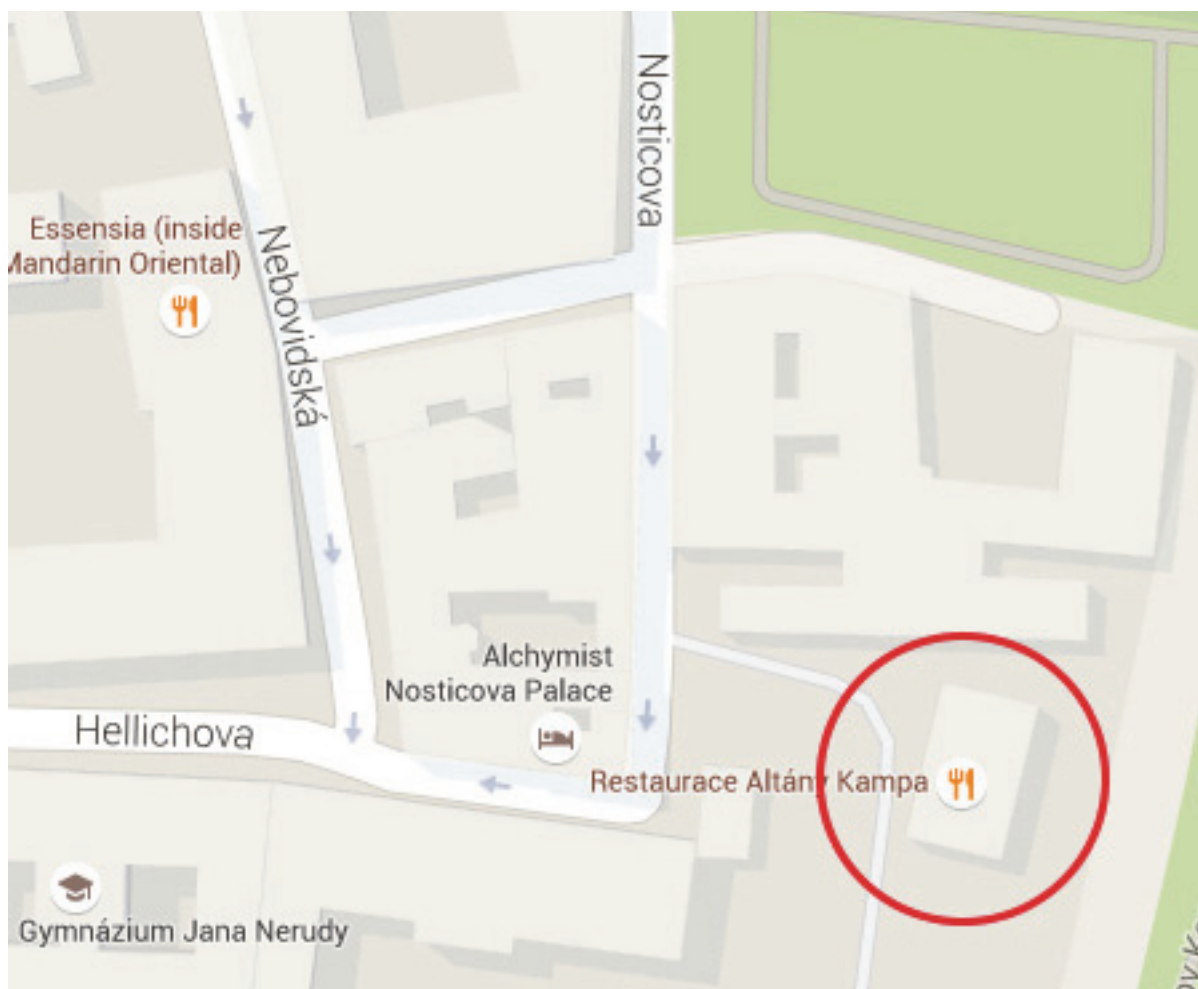 Nosticova
Essensia (inside
Mandarin Oriental)
Nebovidská
Alchymist
Nosticova Palace
Hellichova
Restaurace Altány Kampa
Gymnázium Jana Nerudy